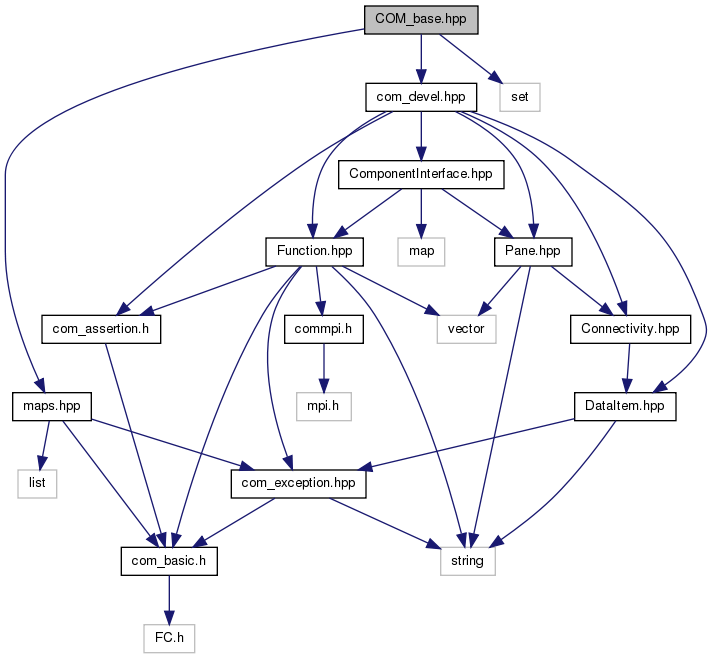 COM_base.hpp
com_devel.hpp
set
ComponentInterface.hpp
Function.hpp
map
Pane.hpp
com_assertion.h
commpi.h
vector
Connectivity.hpp
maps.hpp
mpi.h
DataItem.hpp
list
com_exception.hpp
com_basic.h
string
FC.h